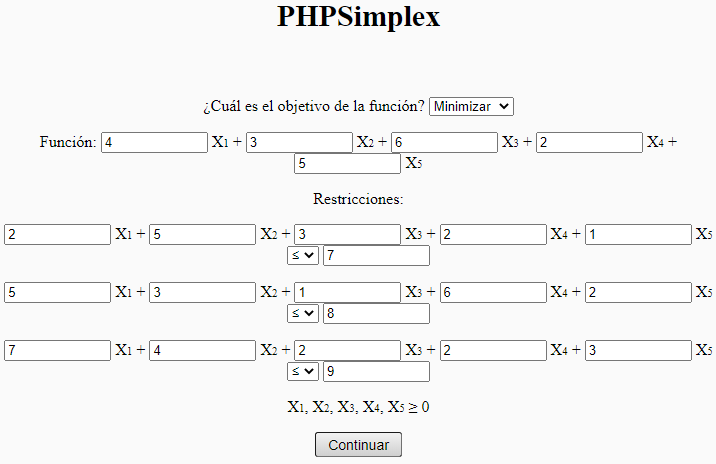 PHPSimplex
¿Cuál es el objetivo de la función? Minimizar
Función: 4 X1 + 3 X2 + 6 X3 + 2 X4 +
5 X5
Restricciones:
2 X1 + 5 X2 + 3 X3 + 2 X4 + 1 X5
≤ 7
5 X1 + 3 X2 + 1 X3 + 6 X4 + 2 X5
≤ 8
7 X1 + 4 X2 + 2 X3 + 2 X4 + 3 X5
≤ 9
X1, X2, X3, X4, X5 ≥ 0
Continuar